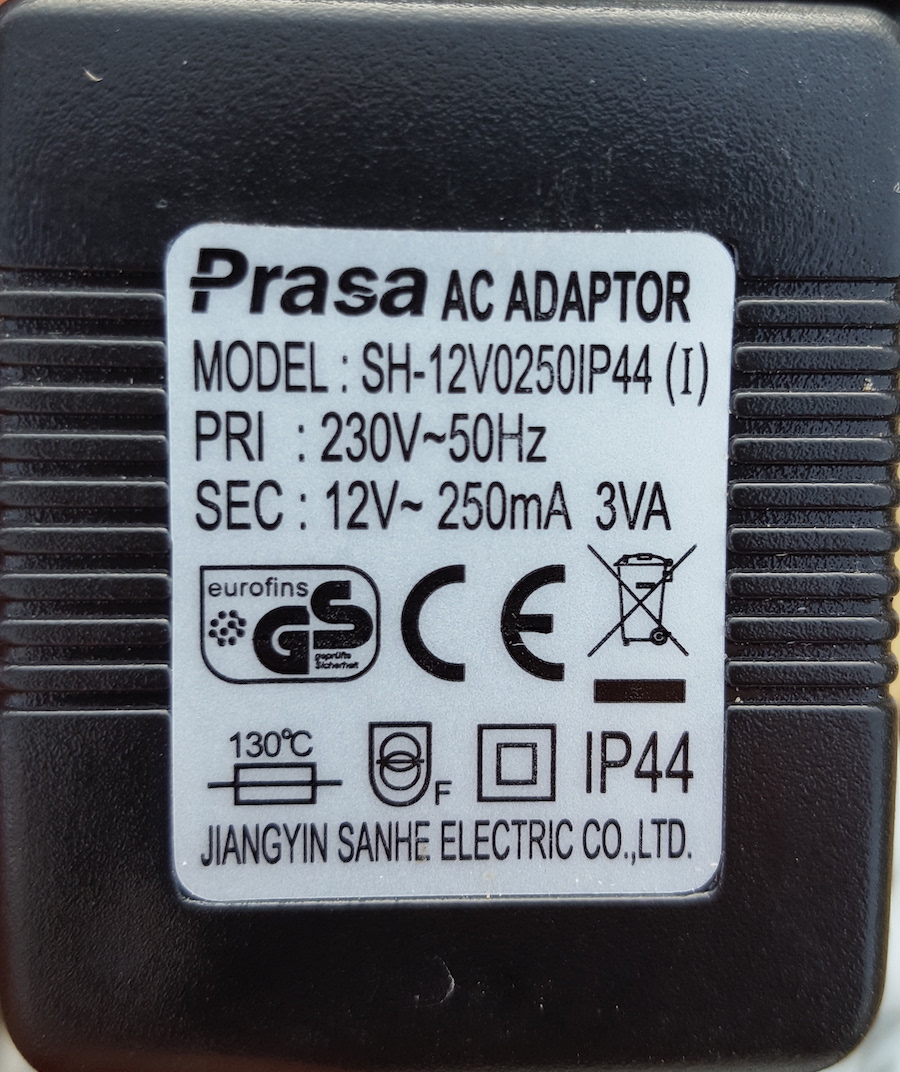 Prasa AC ADAPTOR
MODEL : SH-12V0250IP44 (I)
PRI : 230V~50Hz
SEC : 12V~ 250mA 3VA
eurofins
GS
geprüfte
Sicherheit
CE
130℃
F
IP44
JIANGYIN SANHE ELECTRIC CO.,LTD.